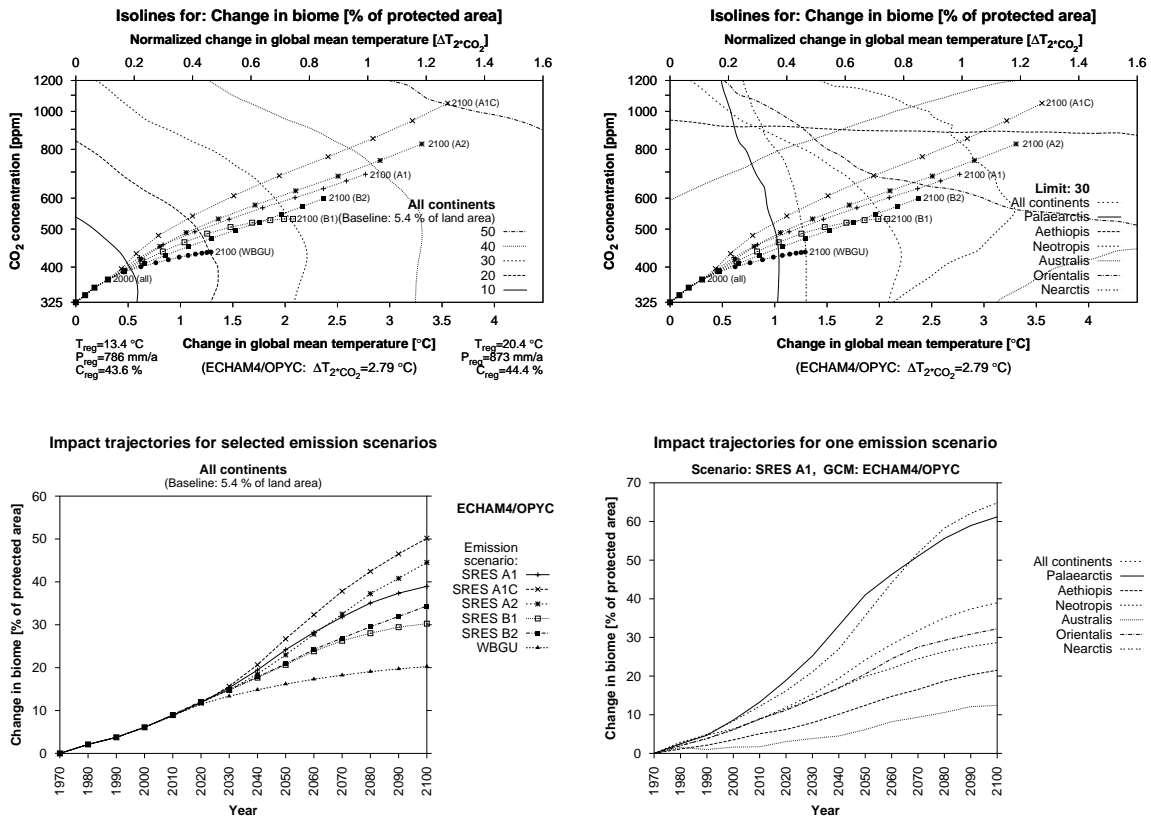 Isolines for: Change in biome [% of protected area]
Normalized change in global mean temperature [ΔT2*CO2]
0 0.2 0.4 0.6 0.8 1 1.2 1.4 1.6
CO2 concentration [ppm]
1200
1000
800
600
500
400
325
2100 (A1C)
2100 (A2)
2100 (A1)
2100 (B2)
2100 (B1)
2100 (WBGU)
2000 (all)
All continents
(Baseline: 5.4 % of land area)
50
40
30
20
10
0 0.5 1 1.5 2 2.5 3 3.5 4
Treg=13.4 °C
Preg=786 mm/a
Creg=43.6 %
Change in global mean temperature [°C]
(ECHAM4/OPYC: ΔT2*CO2=2.79 °C)
Treg=20.4 °C
Preg=873 mm/a
Creg=44.4 %
Isolines for: Change in biome [% of protected area]
Normalized change in global mean temperature [ΔT2*CO2]
0 0.2 0.4 0.6 0.8 1 1.2 1.4 1.6
CO2 concentration [ppm]
1200
1000
800
600
500
400
325
2100 (A1C)
2100 (A2)
2100 (A1)
2100 (B2)
2100 (B1)
2100 (WBGU)
2000 (all)
Limit: 30
All continents
Palaearctis
Aethiopis
Neotropis
Australis
Orientalis
Nearctis
0 0.5 1 1.5 2 2.5 3 3.5 4
Change in global mean temperature [°C]
(ECHAM4/OPYC: ΔT2*CO2=2.79 °C)
Impact trajectories for selected emission scenarios
All continents
(Baseline: 5.4 % of land area)
Change in biome [% of protected area]
60
50
40
30
20
10
0
1970 1980 1990 2000 2010 2020 2030 2040 2050 2060 2070 2080 2090 2100
Year
ECHAM4/OPYC
Emission
scenario:
SRES A1
SRES A1C
SRES A2
SRES B1
SRES B2
WBGU
Impact trajectories for one emission scenario
Scenario: SRES A1, GCM: ECHAM4/OPYC
Change in biome [% of protected area]
70
60
50
40
30
20
10
0
1970 1980 1990 2000 2010 2020 2030 2040 2050 2060 2070 2080 2090 2100
Year
All continents
Palaearctis
Aethiopis
Neotropis
Australis
Orientalis
Nearctis